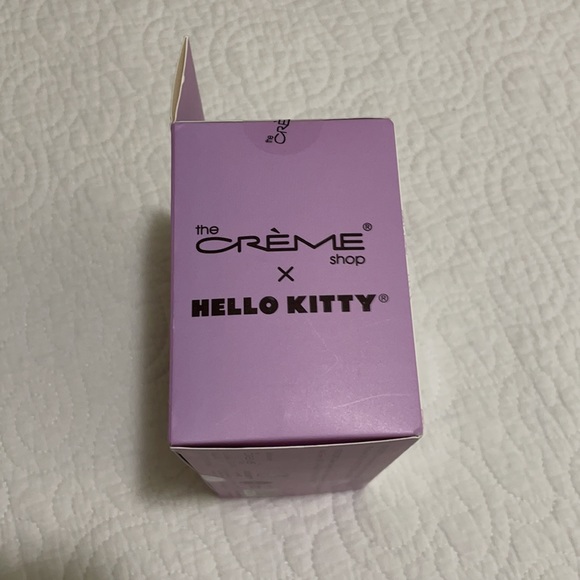 the
CRÈME®
shop
×
HELLO KITTY®